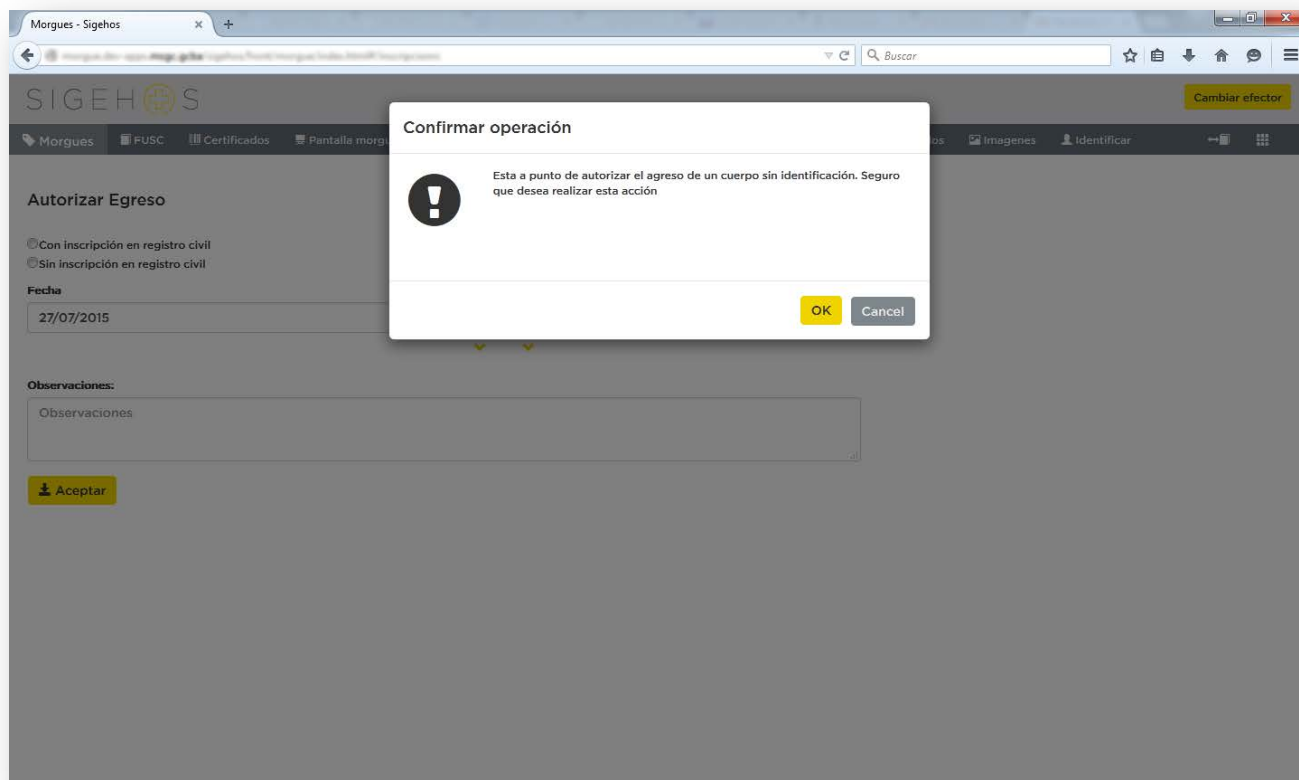 Morgues - Sigehos
Buscar
SIGEHOS
Cambiar efector
Morgues FUSC Certificados Pantalla Imagenes Identificar
Confirmar operación
Esta a punto de autorizar el agreso de un cuerpo sin identificación. Seguro
que desea realizar esta acción
OK Cancel
Autorizar Egreso
Con inscripción en registro civil
Sin inscripción en registro civil
Fecha
27/07/2015
Observaciones:
Observaciones
Aceptar